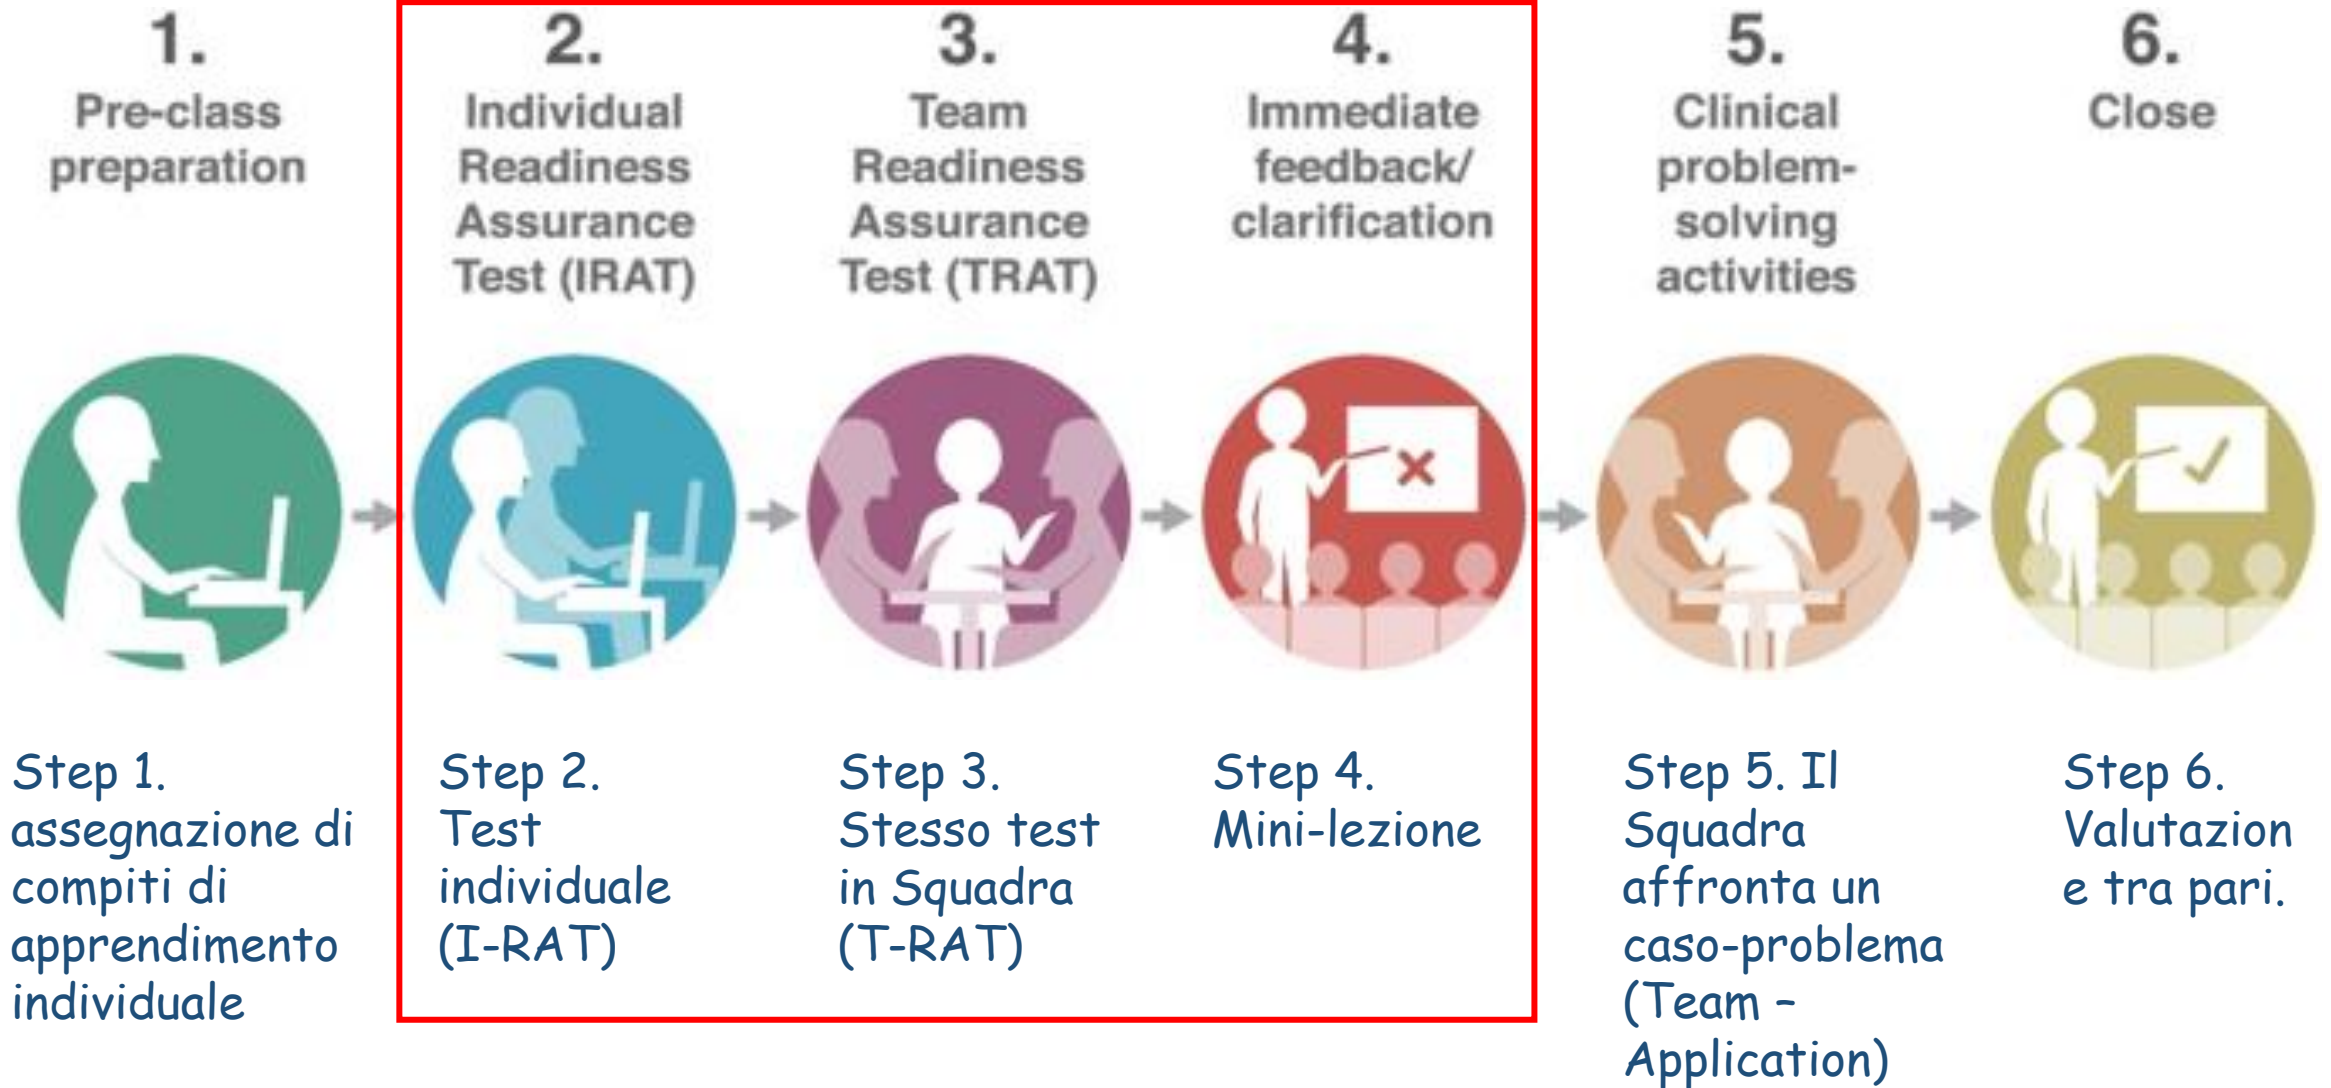 1.
Pre-class
preparation
2.
Individual
Readiness
Assurance
Test (IRAT)
3.
Team
Readiness
Assurance
Test (TRAT)
4.
Immediate
feedback/
clarification
5.
Clinical
problem-
solving
activities
6.
Close
Step 1.
assegnazione di
compiti di
apprendimento
individuale
Step 2.
Test
individuale
(I-RAT)
Step 3.
Stesso test
in Squadra
(T-RAT)
Step 4.
Mini-lezione
Step 5. Il
Squadra
affronta un
caso-problema
(Team –
Application)
Step 6.
Valutazion
e tra pari.